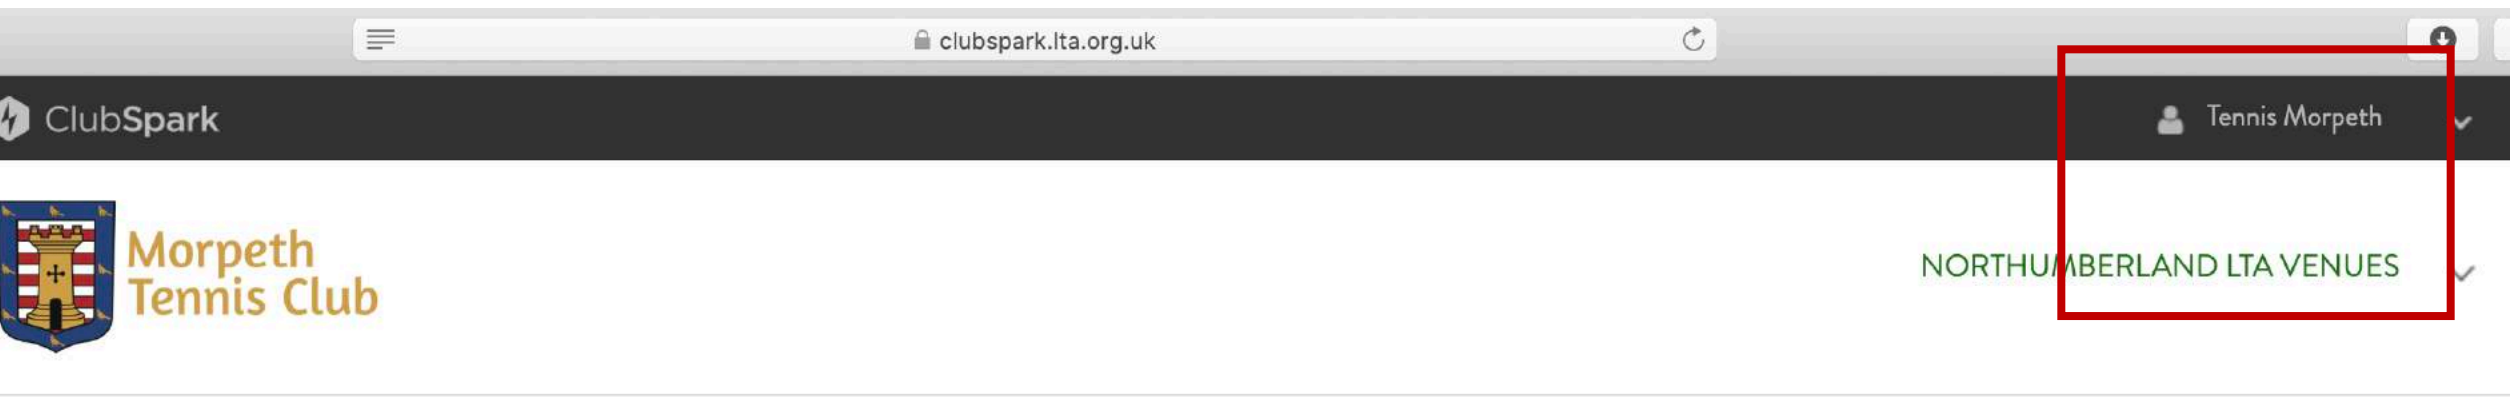 clubspark.lta.org.uk
ClubSpark
Tennis Morpeth
Morpeth
Tennis Club
NORTHUMBERLAND LTA VENUES